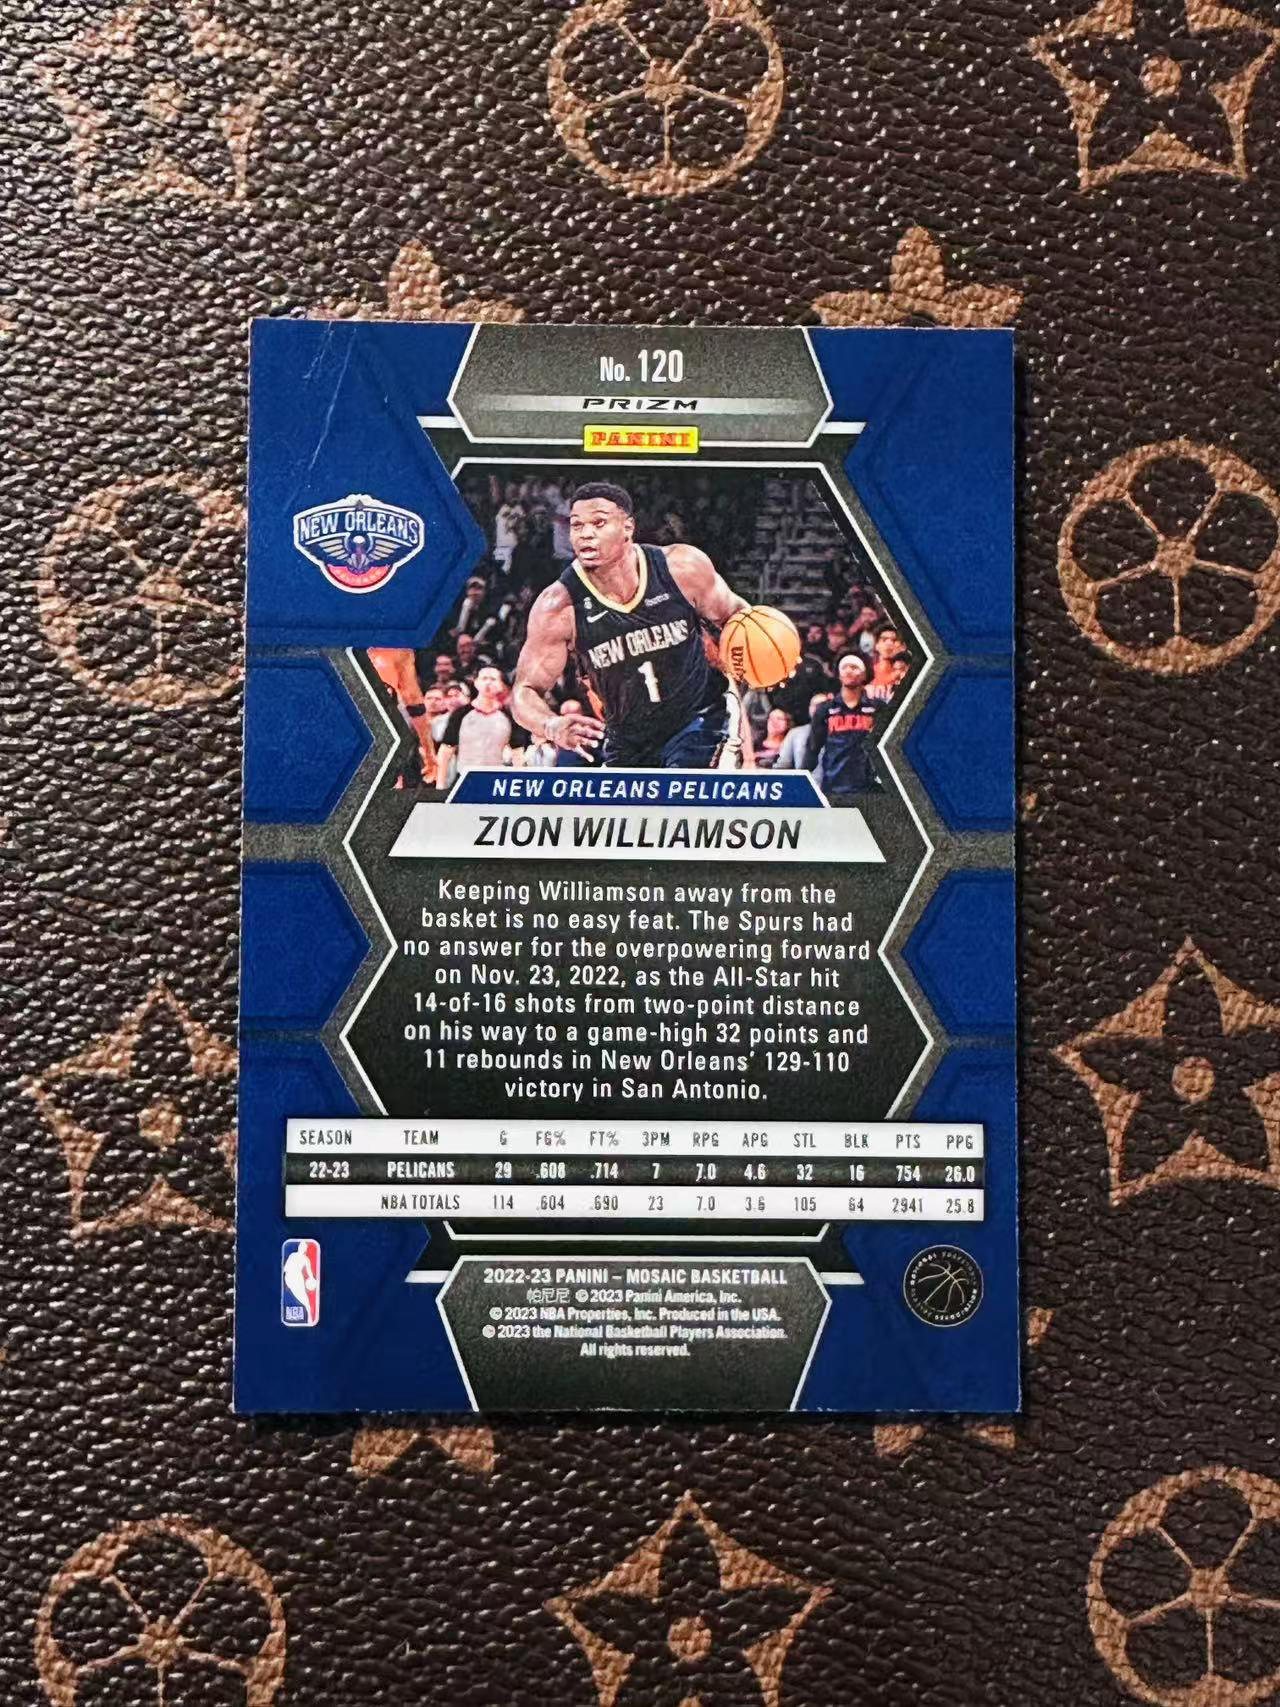 No. 120
PRIZM
PANINI
NEW ORLEANS
PELICANS
NEW ORLEANS
1
PELICANS
NEW ORLEANS PELICANS
ZION WILLIAMSON
Keeping Williamson away from the
basket is no easy feat. The Spurs had
no answer for the overpowering forward
on Nov. 23, 2022, as the All-Star hit
14-of-16 shots from two-point distance
on his way to a game-high 32 points and
11 rebounds in New Orleans' 129-110
victory in San Antonio.
SEASON TEAM G FG% FT% 3PM RPG APG STL BLK PTS PPG
22-23 PELICANS 29 .608 .714 7 7.0 4.6 32 16 754 26.0
NBA TOTALS 114 .604 .690 23 7.0 3.6 105 64 2941 25.8
2022-23 PANINI – MOSAIC BASKETBALL
帕尼尼 © 2023 Panini America, Inc.
© 2023 NBA Properties, Inc. Produced in the USA.
© 2023 the National Basketball Players Association.
All rights reserved.
NBA